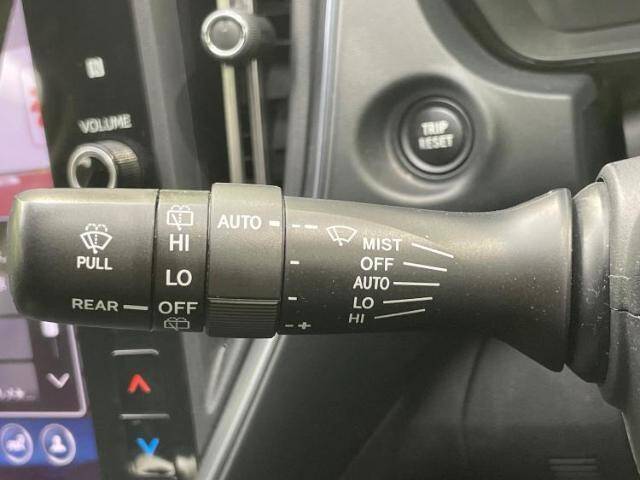 VOLUME
TRIP
RESET
PULL
REAR
HI
LO
OFF
AUTO
- +
MIST
OFF
AUTO
LO
HI